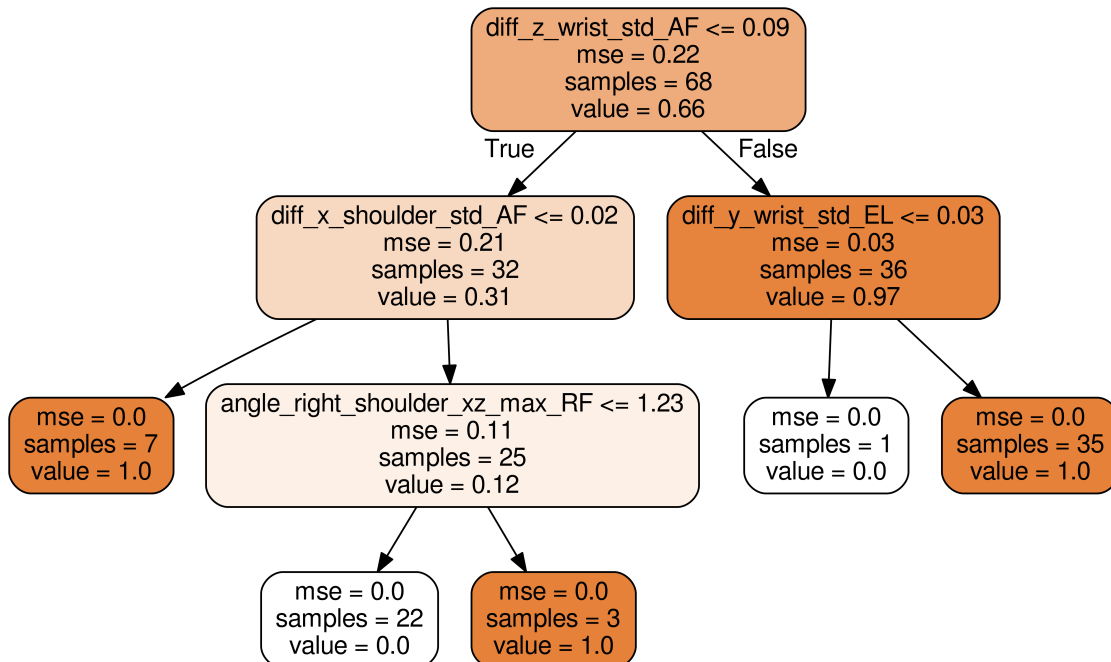 diff_z_wrist_std_AF <= 0.09
mse = 0.22
samples = 68
value = 0.66
True
False
diff_x_shoulder_std_AF <= 0.02
mse = 0.21
samples = 32
value = 0.31
diff_y_wrist_std_EL <= 0.03
mse = 0.03
samples = 36
value = 0.97
mse = 0.0
samples = 7
value = 1.0
angle_right_shoulder_xz_max_RF <= 1.23
mse = 0.11
samples = 25
value = 0.12
mse = 0.0
samples = 1
value = 0.0
mse = 0.0
samples = 35
value = 1.0
mse = 0.0
samples = 22
value = 0.0
mse = 0.0
samples = 3
value = 1.0